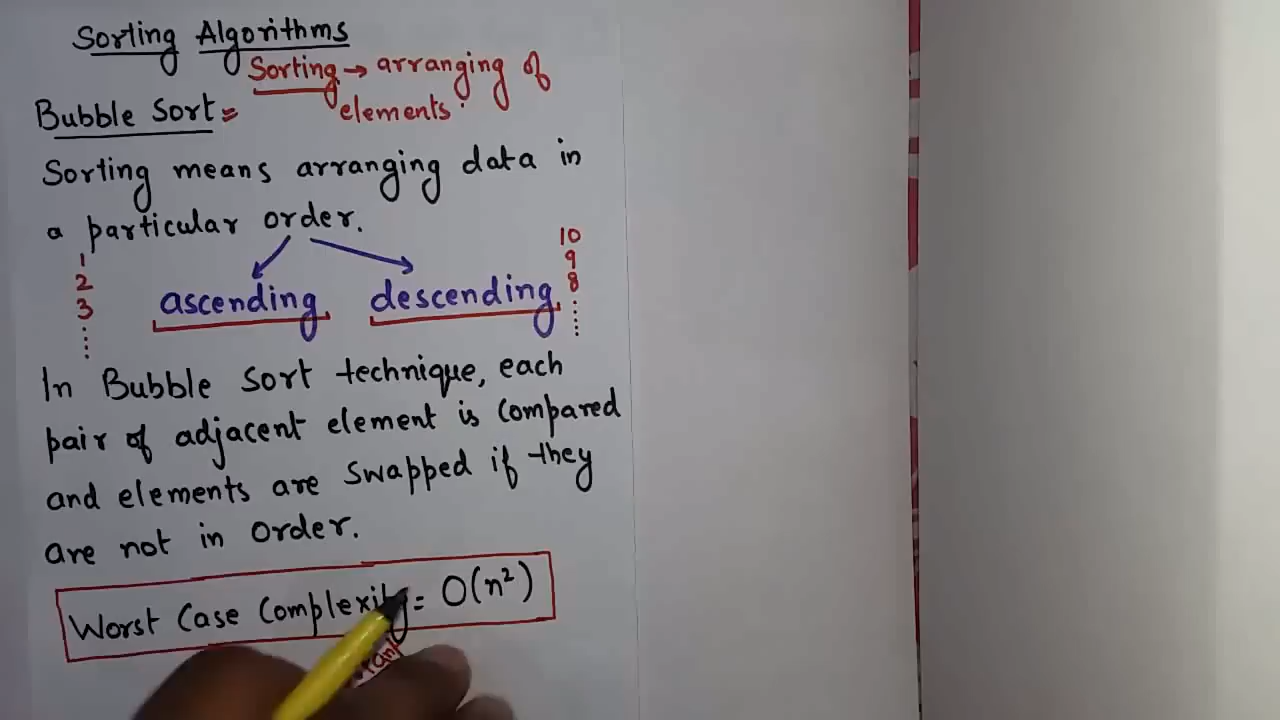 Sorting Algorithms
Sorting → arranging of
elements.
Bubble Sort =
Sorting means arranging data in
a particular order.
1
2
3
⋮
ascending
descending
10
9
8
⋮
In Bubble Sort technique, each
pair of adjacent element is compared
and elements are swapped if they
are not in order.
Worst Case Complexity = O(n²)